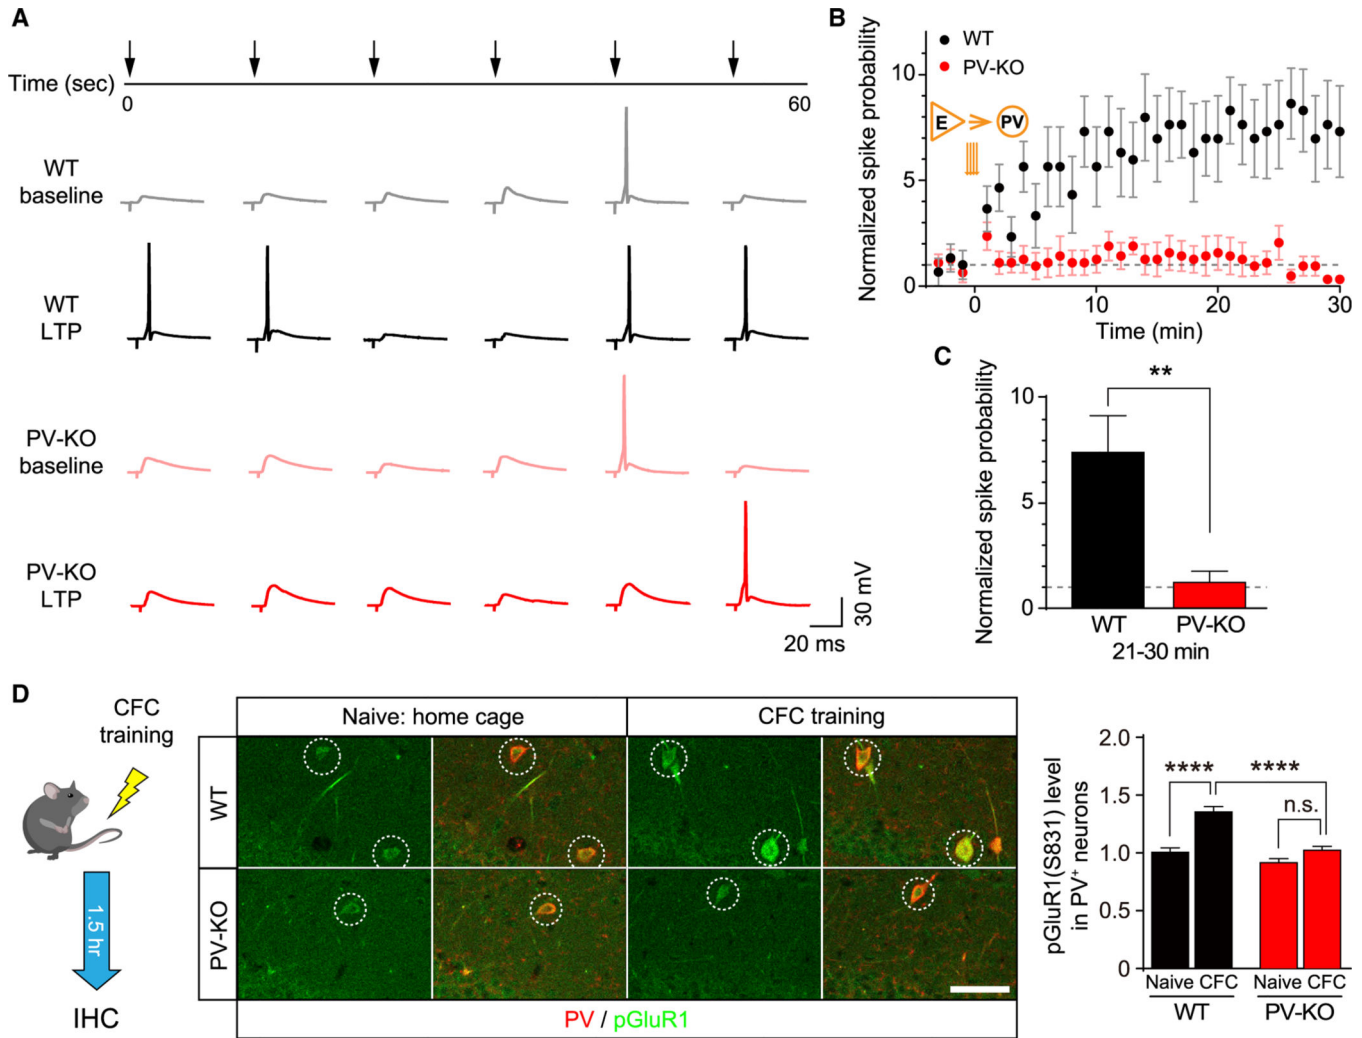 A
Time (sec)
0
60
WT
baseline
WT
LTP
PV-KO
baseline
PV-KO
LTP
30 mV
20 ms
B
Normalized spike probability
10
5
0
WT
PV-KO
E
PV
0
10
20
30
Time (min)
C
Normalized spike probability
10
5
0
**
WT
PV-KO
21-30 min
D
CFC
training
1.5 hr
IHC
Naive: home cage
CFC training
WT
PV-KO
PV / pGluR1
pGluR1(S831) level
in PV⁺ neurons
2.0
1.5
1.0
0.5
0
****
****
n.s.
Naive CFC
Naive CFC
WT
PV-KO